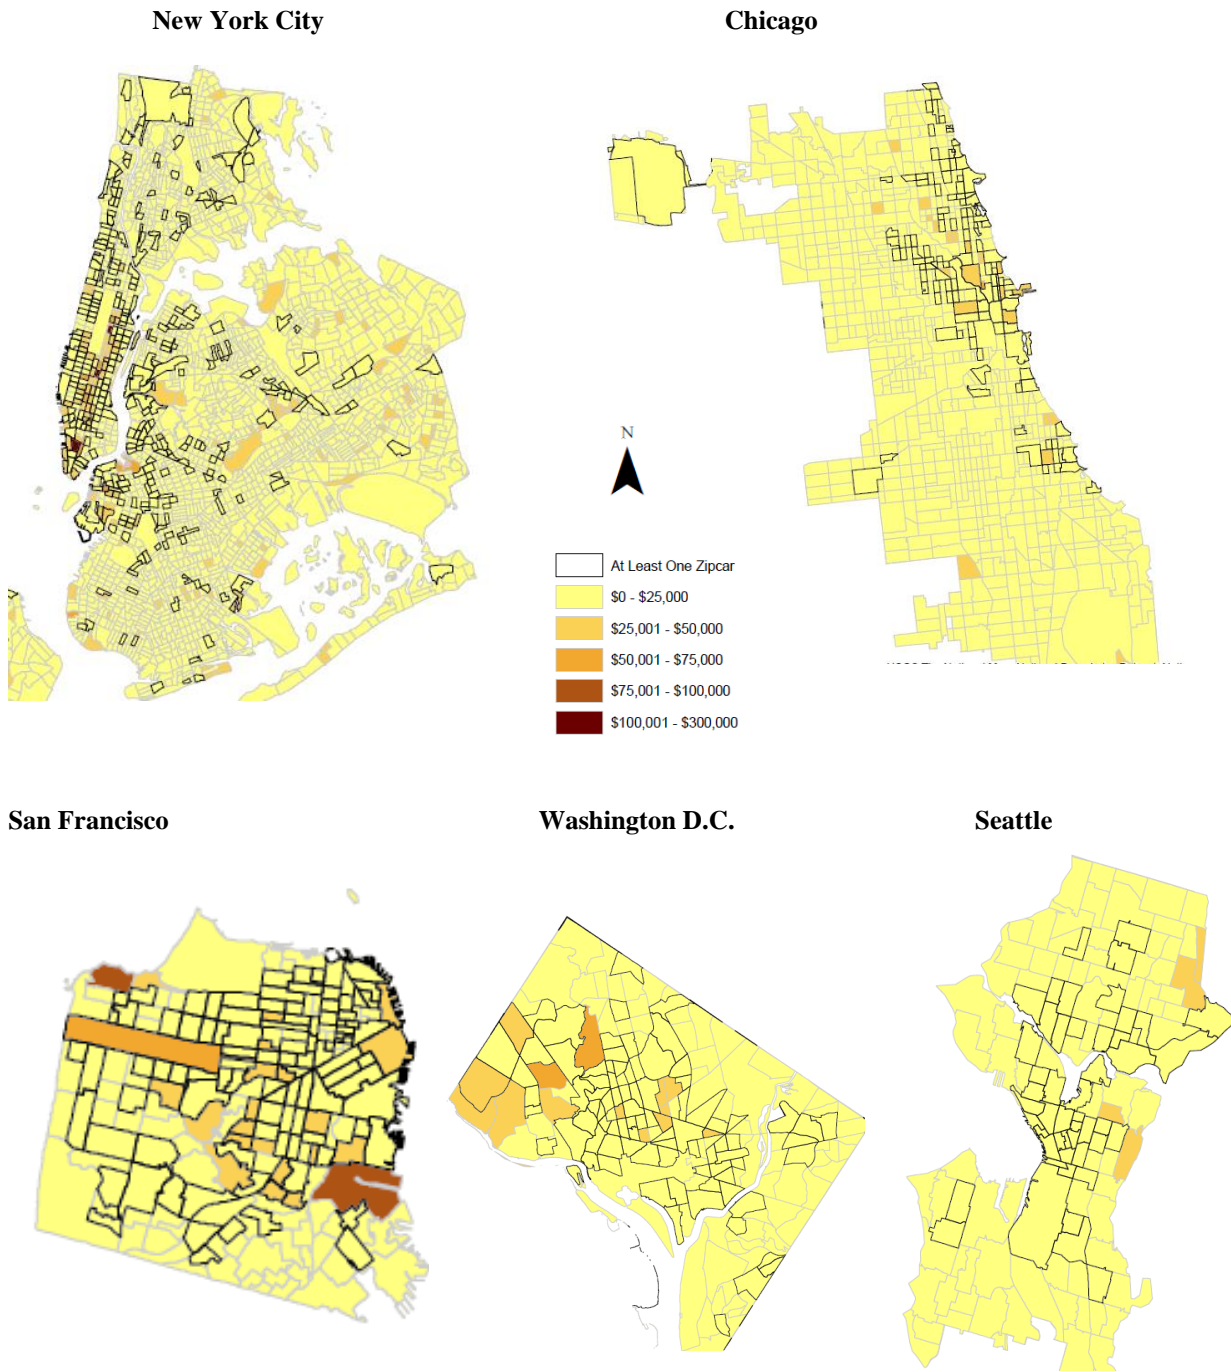 New York City
Chicago
N
At Least One Zipcar
$0 - $25,000
$25,001 - $50,000
$50,001 - $75,000
$75,001 - $100,000
$100,001 - $300,000
San Francisco
Washington D.C.
Seattle